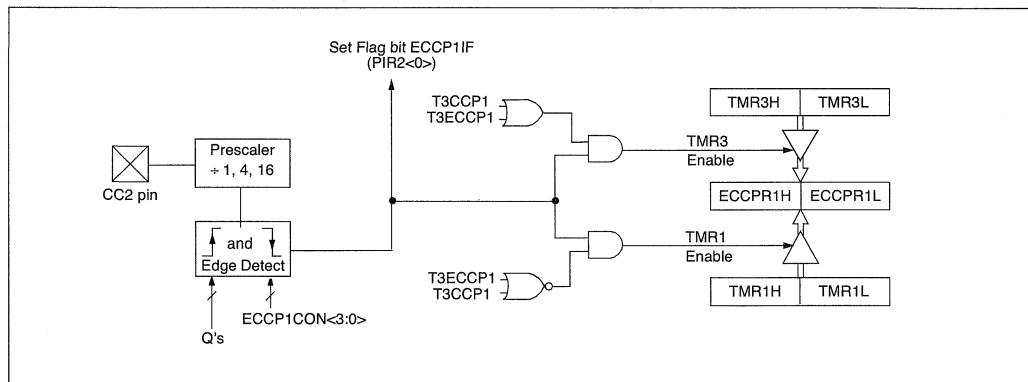 Set Flag bit ECCP1IF
(PIR2<0>)
T3CCP1
T3ECCP1
TMR3H TMR3L
Prescaler
÷ 1, 4, 16
TMR3
Enable
CC2 pin
ECCPR1H ECCPR1L
and
Edge Detect
TMR1
Enable
T3ECCP1
T3CCP1
TMR1H TMR1L
ECCP1CON<3:0>
Q's